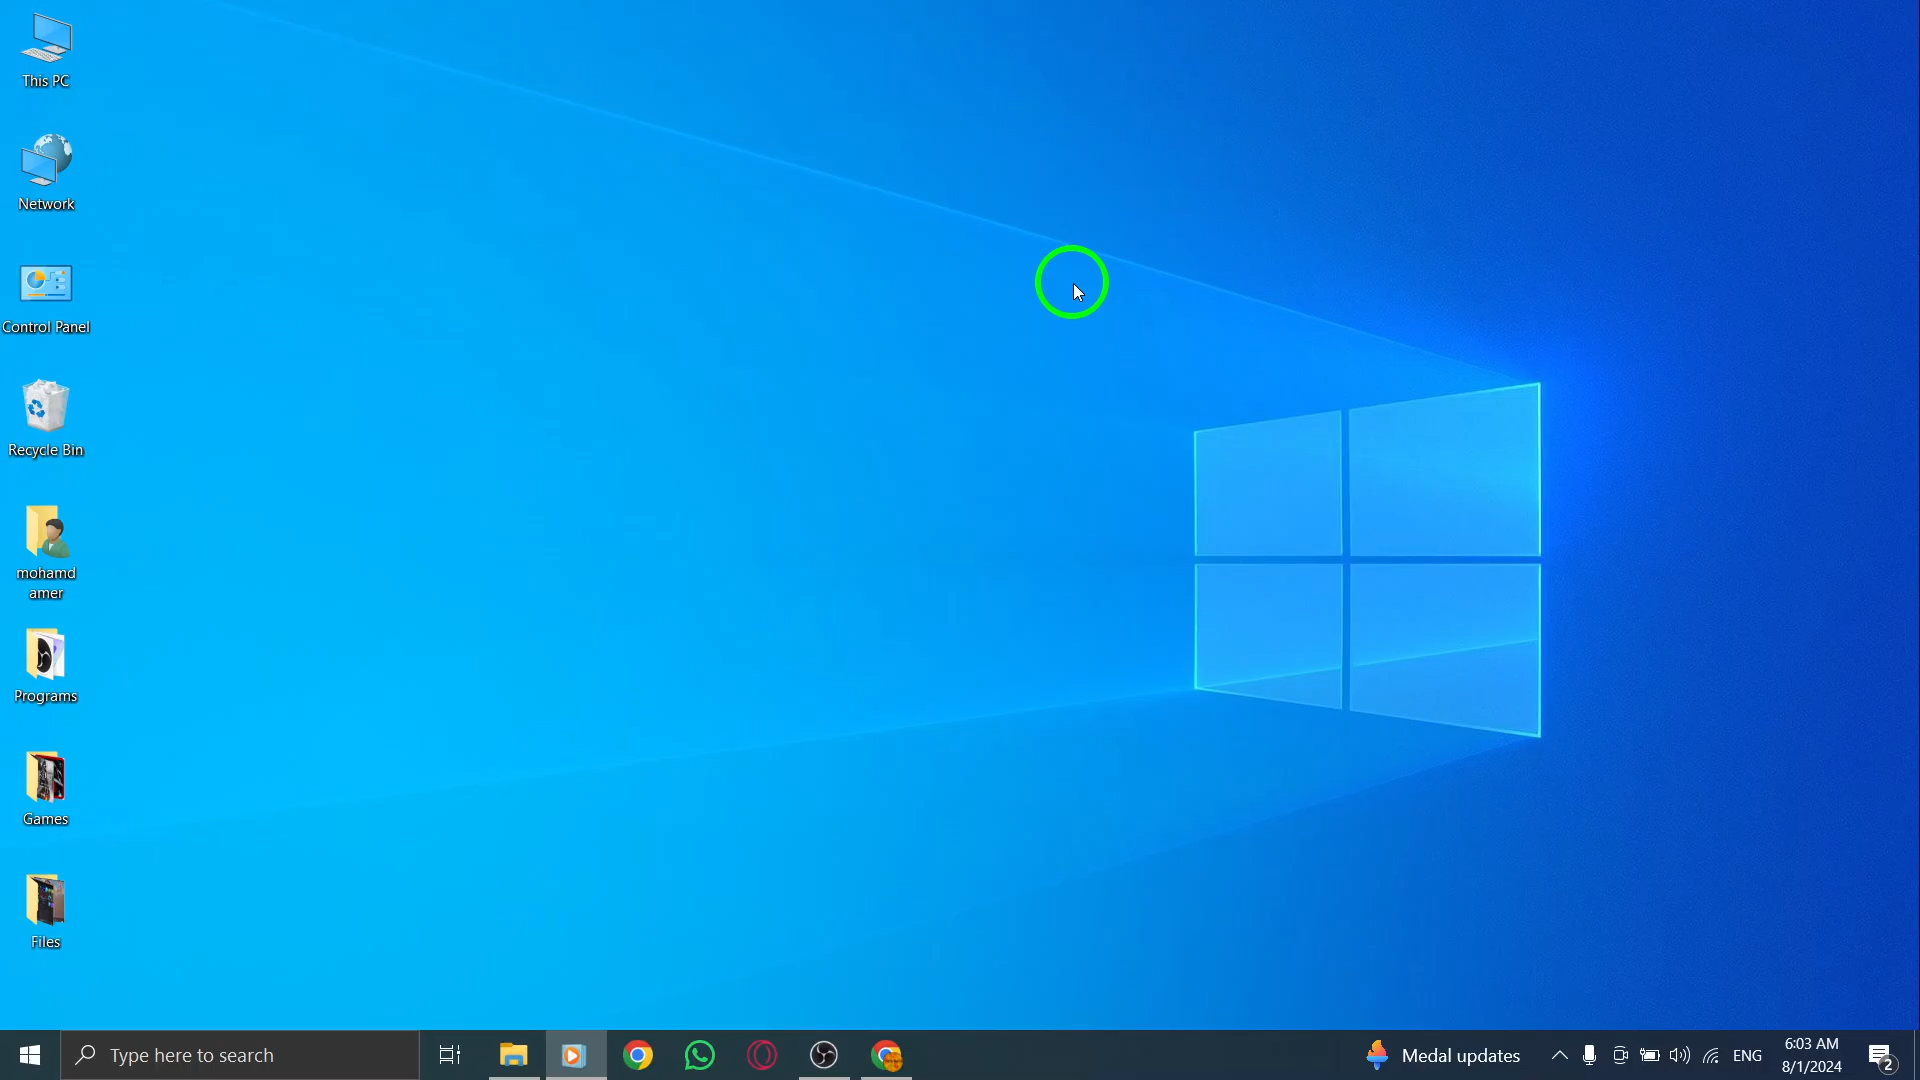 This PC
Network
Control Panel
Recycle Bin
mohamd
amer
Programs
Games
Files
Type here to search
Medal updates
ENG
6:03 AM
8/1/2024
2